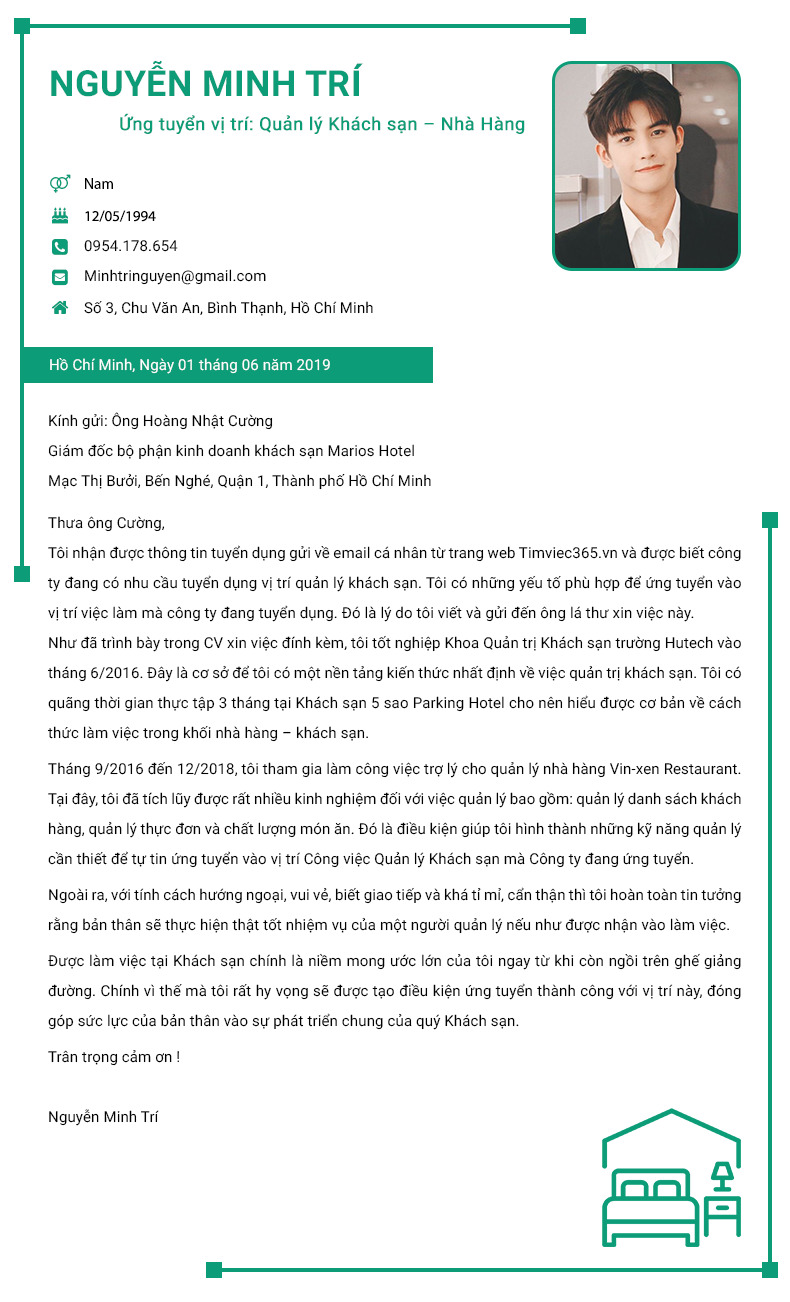 NGUYỄN MINH TRÍ
Ứng tuyển vị trí: Quản lý Khách sạn – Nhà Hàng
Nam
12/05/1994
0954.178.654
Minhtringuyen@gmail.com
Số 3, Chu Văn An, Bình Thạnh, Hồ Chí Minh
Hồ Chí Minh, Ngày 01 tháng 06 năm 2019
Kính gửi: Ông Hoàng Nhật Cường
Giám đốc bộ phận kinh doanh khách sạn Marios Hotel
Mạc Thị Bưởi, Bến Nghé, Quận 1, Thành phố Hồ Chí Minh
Thưa ông Cường,
Tôi nhận được thông tin tuyển dụng gửi về email cá nhân từ trang web Timviec365.vn và được biết công
ty đang có nhu cầu tuyển dụng vị trí quản lý khách sạn. Tôi có những yếu tố phù hợp để ứng tuyển vào
vị trí việc làm mà công ty đang tuyển dụng. Đó là lý do tôi viết và gửi đến ông lá thư xin việc này.
Như đã trình bày trong CV xin việc đính kèm, tôi tốt nghiệp Khoa Quản trị Khách sạn trường Hutech vào
tháng 6/2016. Đây là cơ sở để tôi có một nền tảng kiến thức nhất định về việc quản trị khách sạn. Tôi có
quãng thời gian thực tập 3 tháng tại Khách sạn 5 sao Parking Hotel cho nên hiểu được cơ bản về cách
thức làm việc trong khối nhà hàng – khách sạn.
Tháng 9/2016 đến 12/2018, tôi tham gia làm công việc trợ lý cho quản lý nhà hàng Vin-xen Restaurant.
Tại đây, tôi đã tích lũy được rất nhiều kinh nghiệm đối với việc quản lý bao gồm: quản lý danh sách khách
hàng, quản lý thực đơn và chất lượng món ăn. Đó là điều kiện giúp tôi hình thành những kỹ năng quản lý
cần thiết để tự tin ứng tuyển vào vị trí Công việc Quản lý Khách sạn mà Công ty đang ứng tuyển.
Ngoài ra, với tính cách hướng ngoại, vui vẻ, biết giao tiếp và khá tỉ mỉ, cẩn thận thì tôi hoàn toàn tin tưởng
rằng bản thân sẽ thực hiện thật tốt nhiệm vụ của một người quản lý nếu như được nhận vào làm việc.
Được làm việc tại Khách sạn chính là niềm mong ước lớn của tôi ngay từ khi còn ngồi trên ghế giảng
đường. Chính vì thế mà tôi rất hy vọng sẽ được tạo điều kiện ứng tuyển thành công với vị trí này, đóng
góp sức lực của bản thân vào sự phát triển chung của quý Khách sạn.
Trân trọng cảm ơn !
Nguyễn Minh Trí